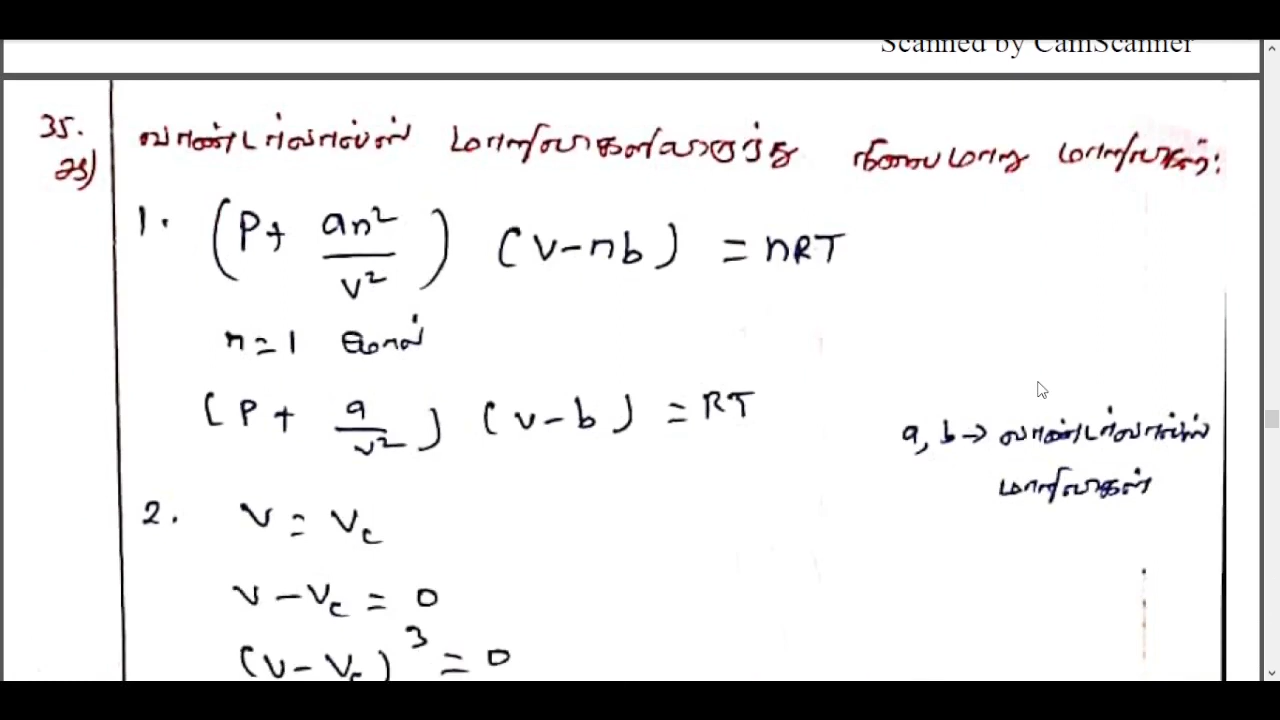 Scanned by CamScanner
35. வாண்டர்வால்ஸ் மாறிலிகளிலிருந்து நிலைமாறு மாறிலிகள்:
அ)
1. (P + an²/V²) (V - nb) = nRT
n = 1 மோல்
(P + a/V²) (V - b) = RT
a, b → வாண்டர்வால்ஸ்
மாறிலிகள்
2. V = Vc
V - Vc = 0
(V - Vc)³ = 0